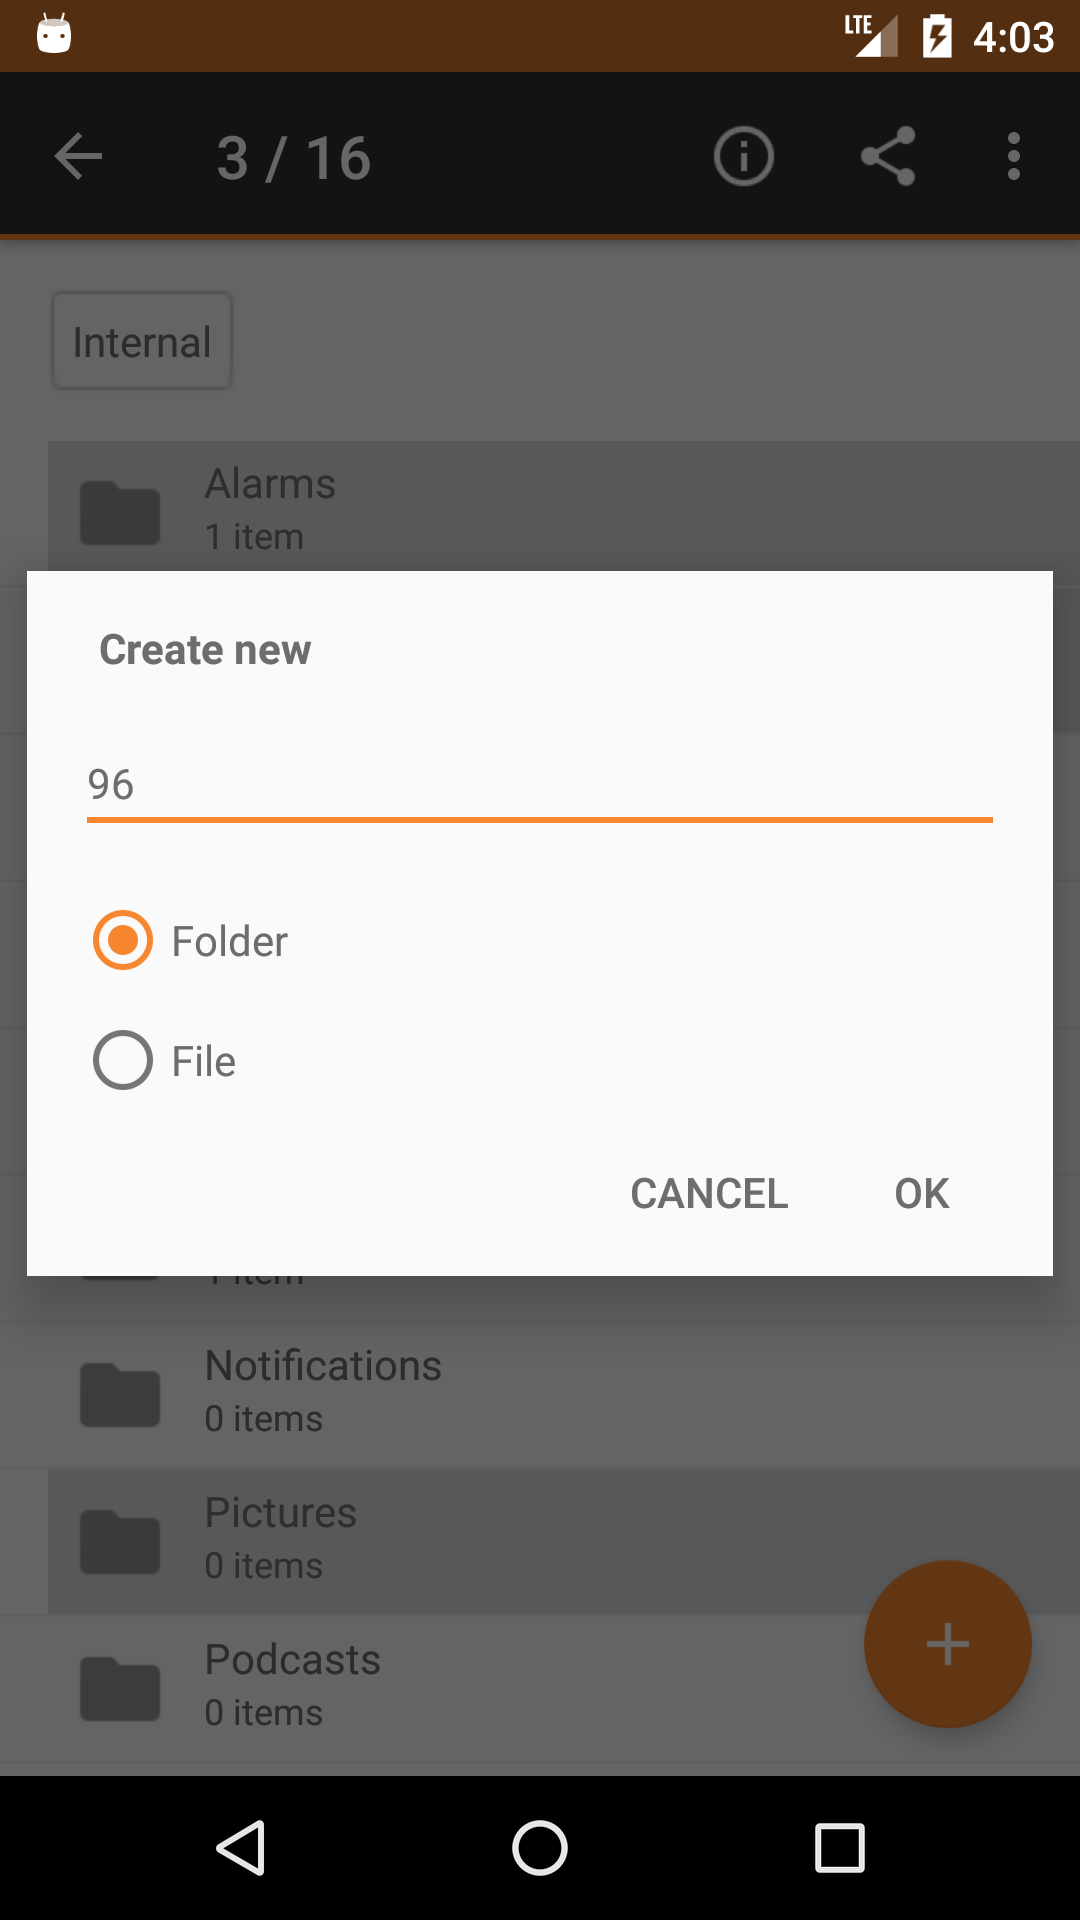 LTE 4:03
3 / 16
Internal
Alarms
1 item
Create new
96
Folder
File
CANCEL OK
Notifications
0 items
Pictures
0 items
Podcasts
0 items